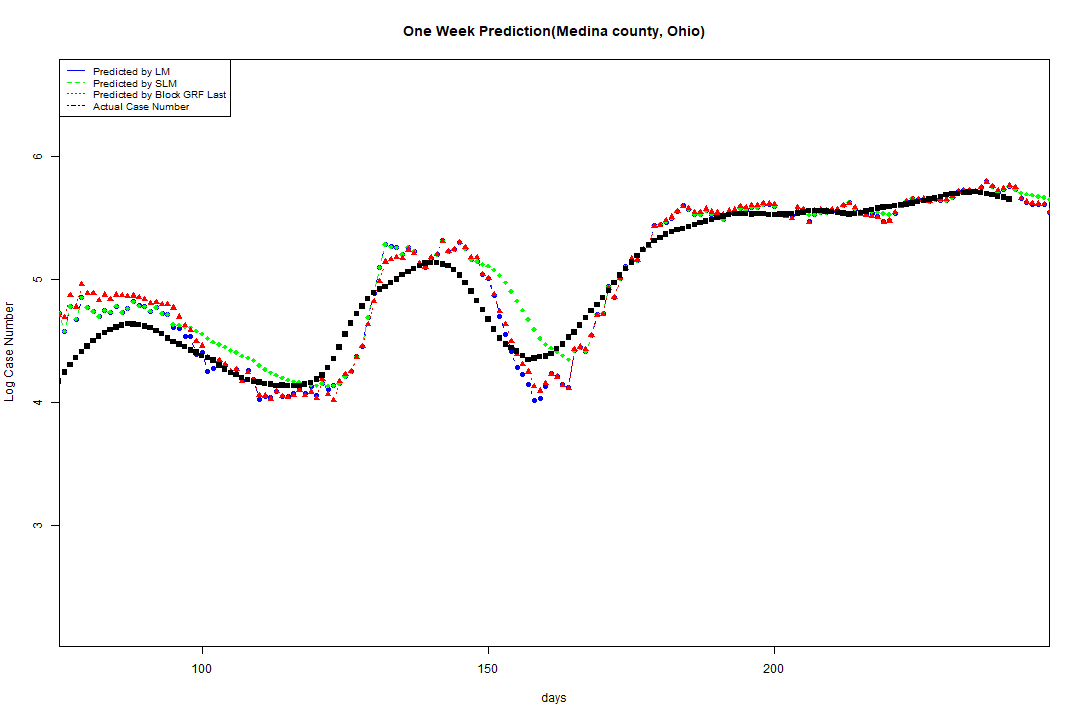 One Week Prediction(Medina county, Ohio)
Predicted by LM
Predicted by SLM
Predicted by Block GRF Last
Actual Case Number
6
5
4
3
Log Case Number
100 150 200
days